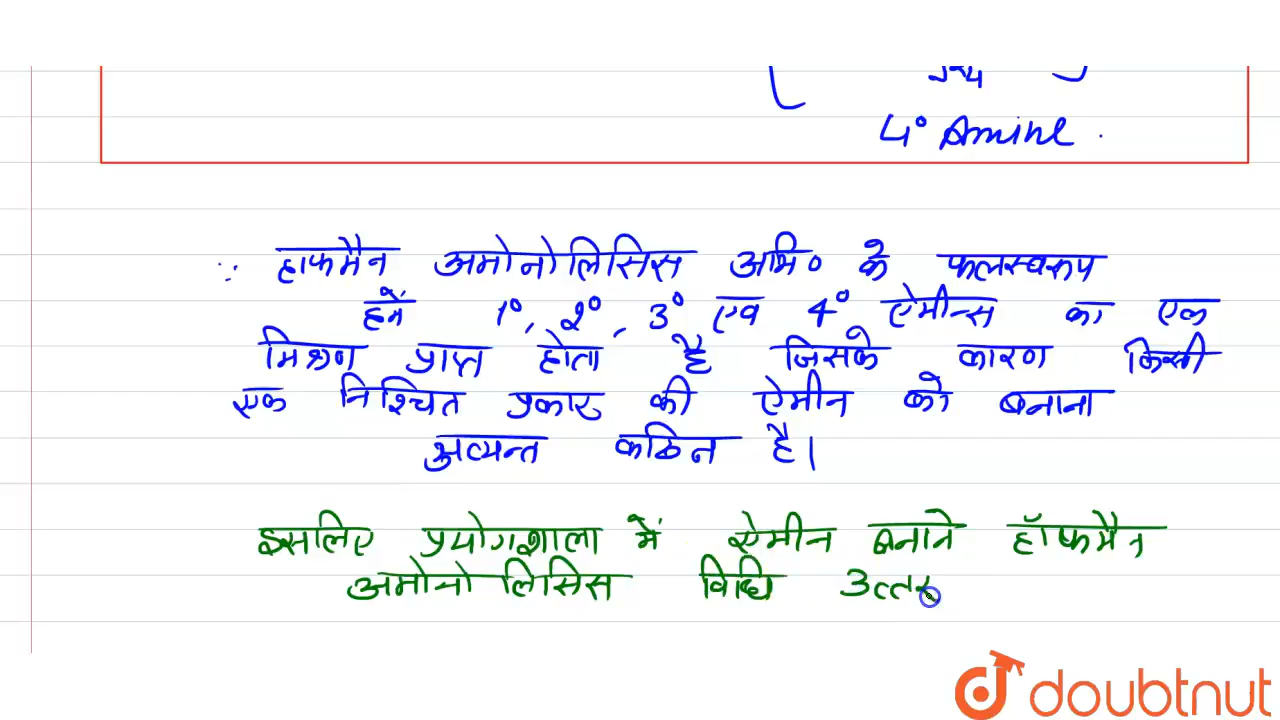 4° Amine.
∵ हाफमैन अमोनोलिसिस अभि० के फलस्वरूप
हमें 1°, 2°, 3° एवं 4° ऐमीन्स का एक
मिश्रण प्राप्त होता है जिसके कारण किसी
एक निश्चित प्रकार की ऐमीन को बनाना
अत्यन्त कठिन है।
इसलिए प्रयोगशाला में ऐमीन बनाने हॉफमैन
अमोनोलिसिस विधि उत्तम
doubtnut